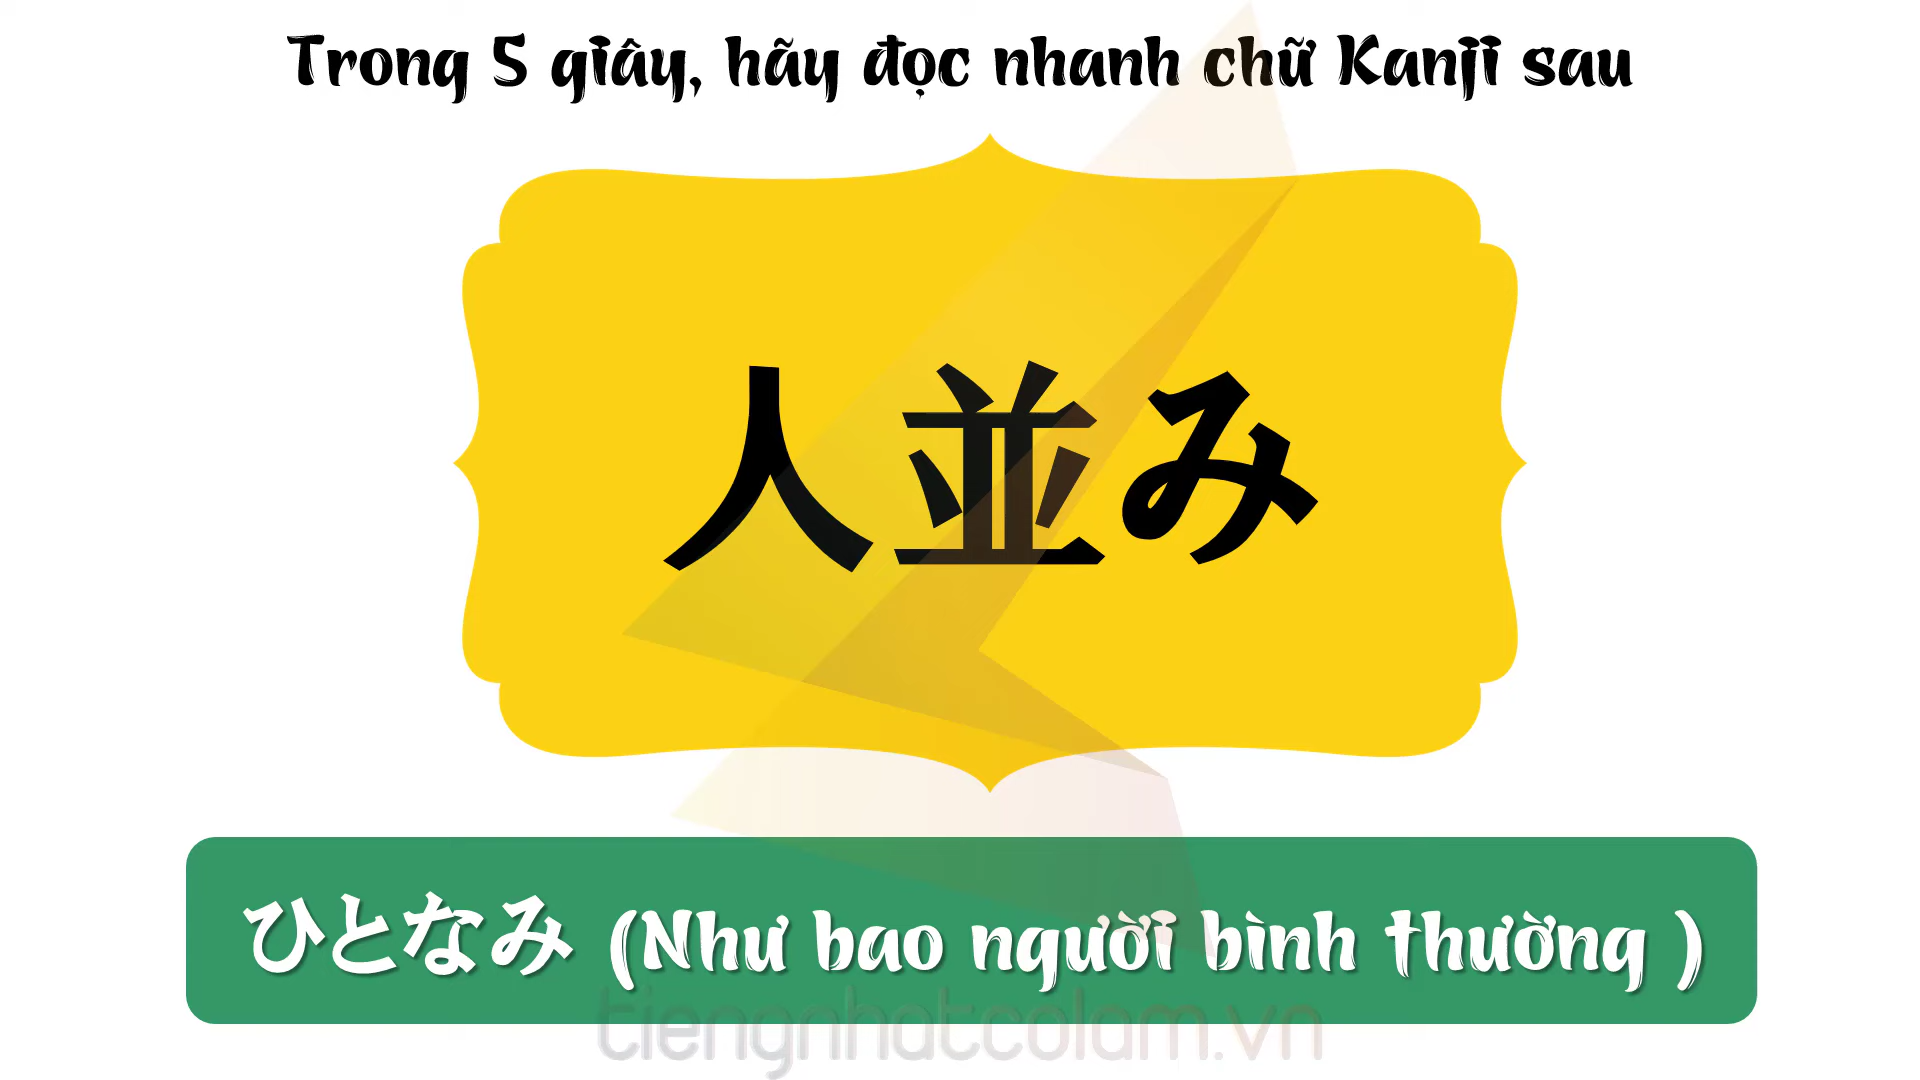 Trong 5 giây, hãy đọc nhanh chữ Kanji sau
人並み
ひとなみ (Như bao người bình thường )
tiengnhatcolam.vn